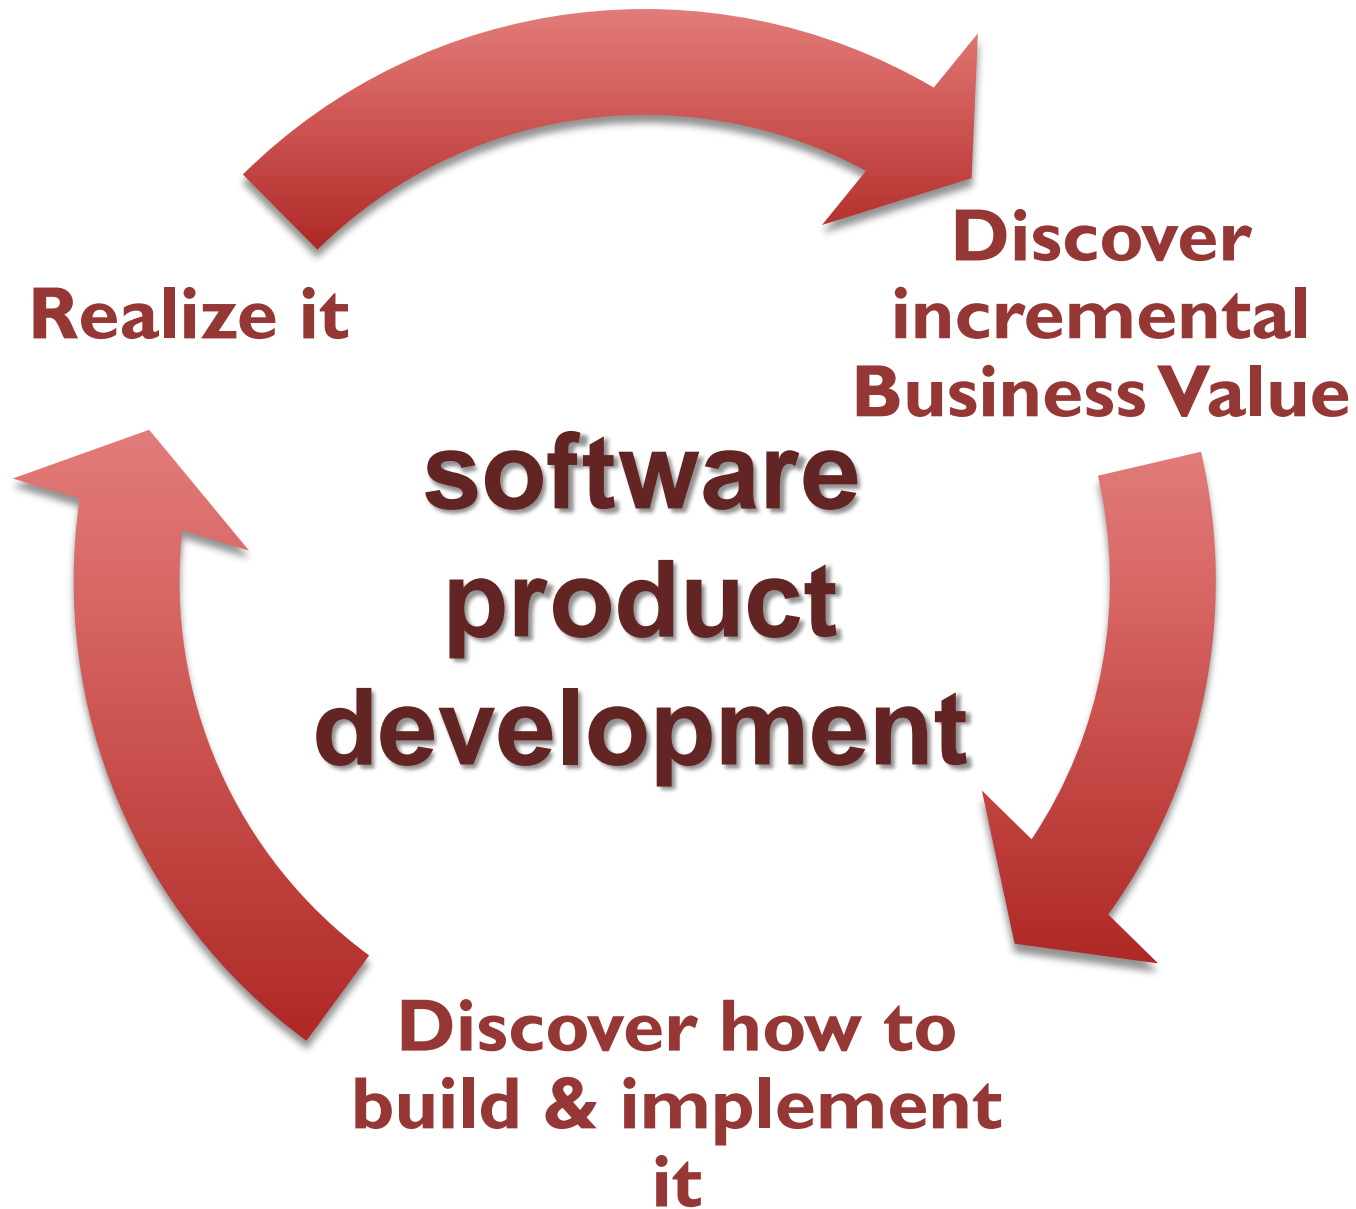 Discover
incremental
Business Value
Realize it
software
product
development
Discover how to
build & implement
it